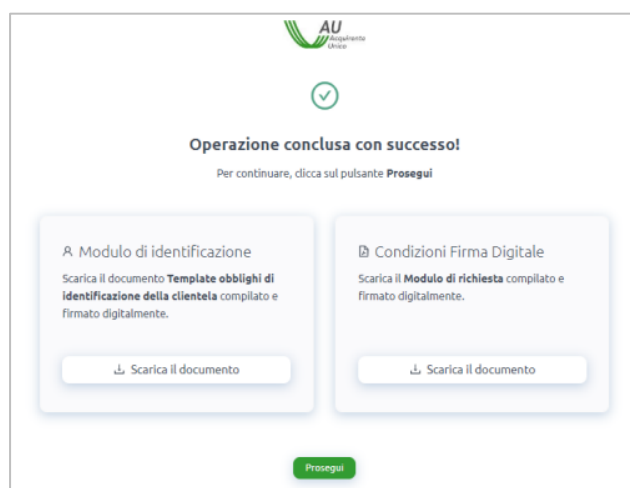 AU
Acquirente
Unico
Operazione conclusa con successo!
Per continuare, clicca sul pulsante Prosegui
Modulo di identificazione
Scarica il documento Template obblighi di
identificazione della clientela compilato e
firmato digitalmente.
Scarica il documento
Condizioni Firma Digitale
Scarica il Modulo di richiesta compilato e
firmato digitalmente.
Scarica il documento
Prosegui